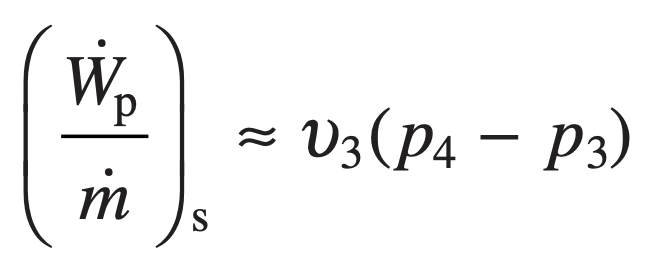 (Ẇp/ṁ)s ≈ υ3(p4 − p3)